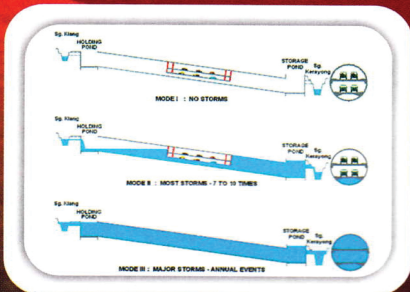 Sg. Klang
HOLDING
POND
STORAGE
POND
Sg.
Kerayong
MODE I : NO STORMS
Sg. Klang
HOLDING
POND
STORAGE
POND
Sg.
Kerayong
MODE II : MOST STORMS - 7 TO 10 TIMES
Sg. Klang
HOLDING
POND
STORAGE
POND
Sg.
Kerayong
MODE III : MAJOR STORMS - ANNUAL EVENTS